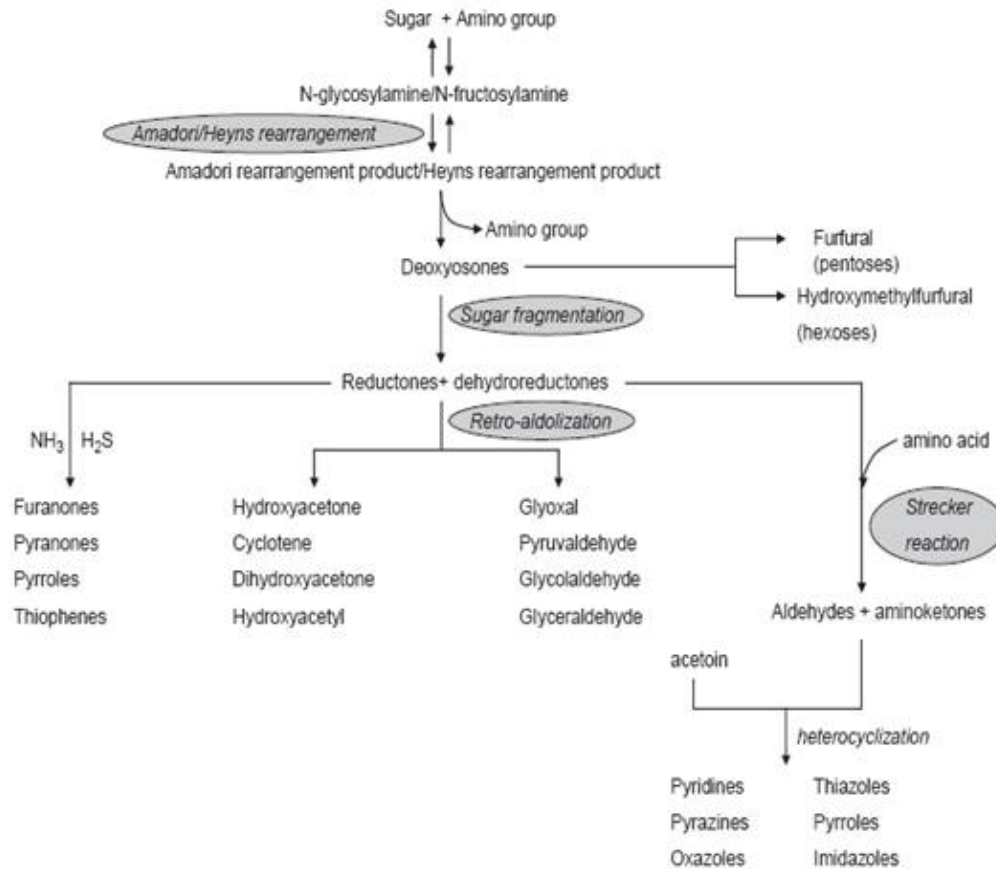 Sugar + Amino group
N-glycosylamine/N-fructosylamine
Amadori/Heyns rearrangement
Amadori rearrangement product/Heyns rearrangement product
Amino group
Deoxyosones
Furfural
(pentoses)
Hydroxymethylfurfural
(hexoses)
Sugar fragmentation
Reductones+ dehydroreductones
Retro-aldolization
NH3 H2S
amino acid
Strecker
reaction
Furanones
Pyranones
Pyrroles
Thiophenes
Hydroxyacetone
Cyclotene
Dihydroxyacetone
Hydroxyacetyl
Glyoxal
Pyruvaldehyde
Glycolaldehyde
Glyceraldehyde
Aldehydes + aminoketones
acetoin
heterocyclization
Pyridines
Pyrazines
Oxazoles
Thiazoles
Pyrroles
Imidazoles